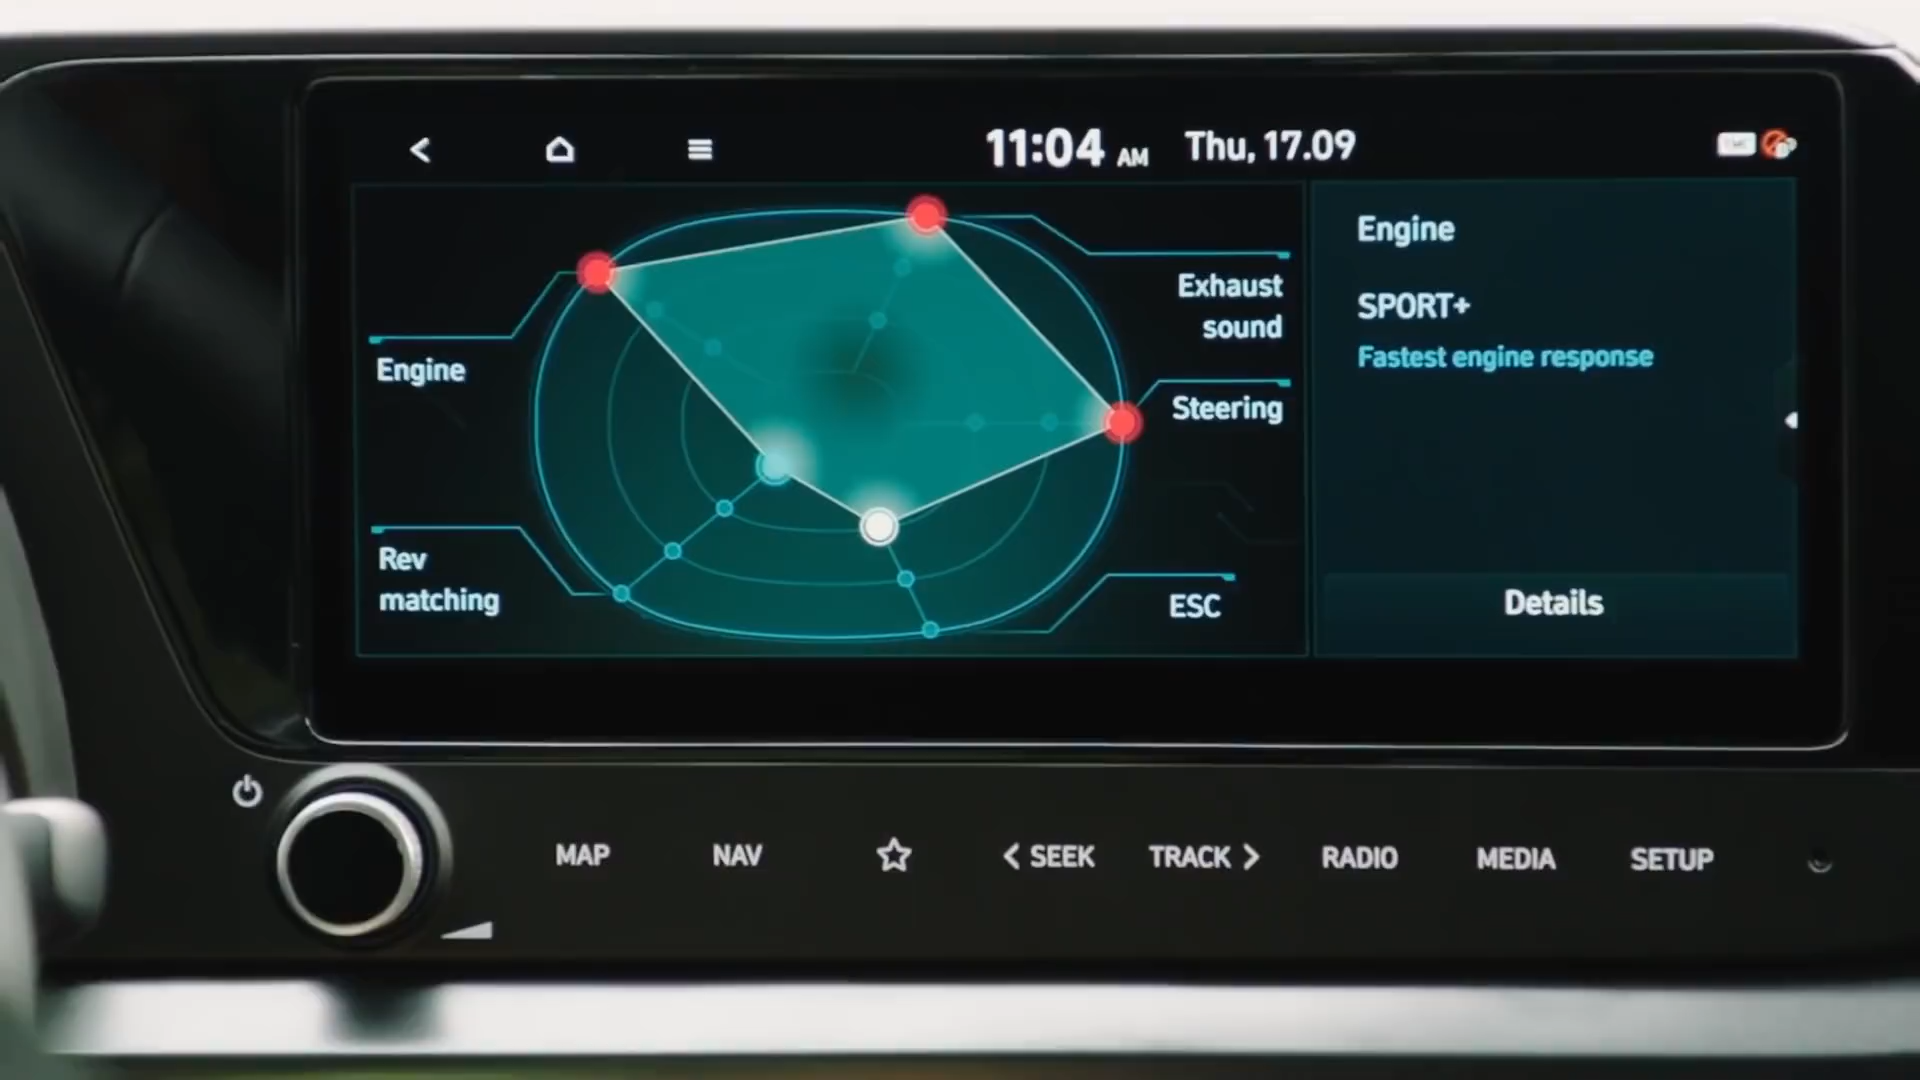 11:04 AM Thu, 17.09
Engine
Exhaust
sound
Steering
Rev
matching
ESC
Engine
SPORT+
Fastest engine response
Details
MAP NAV SEEK TRACK RADIO MEDIA SETUP